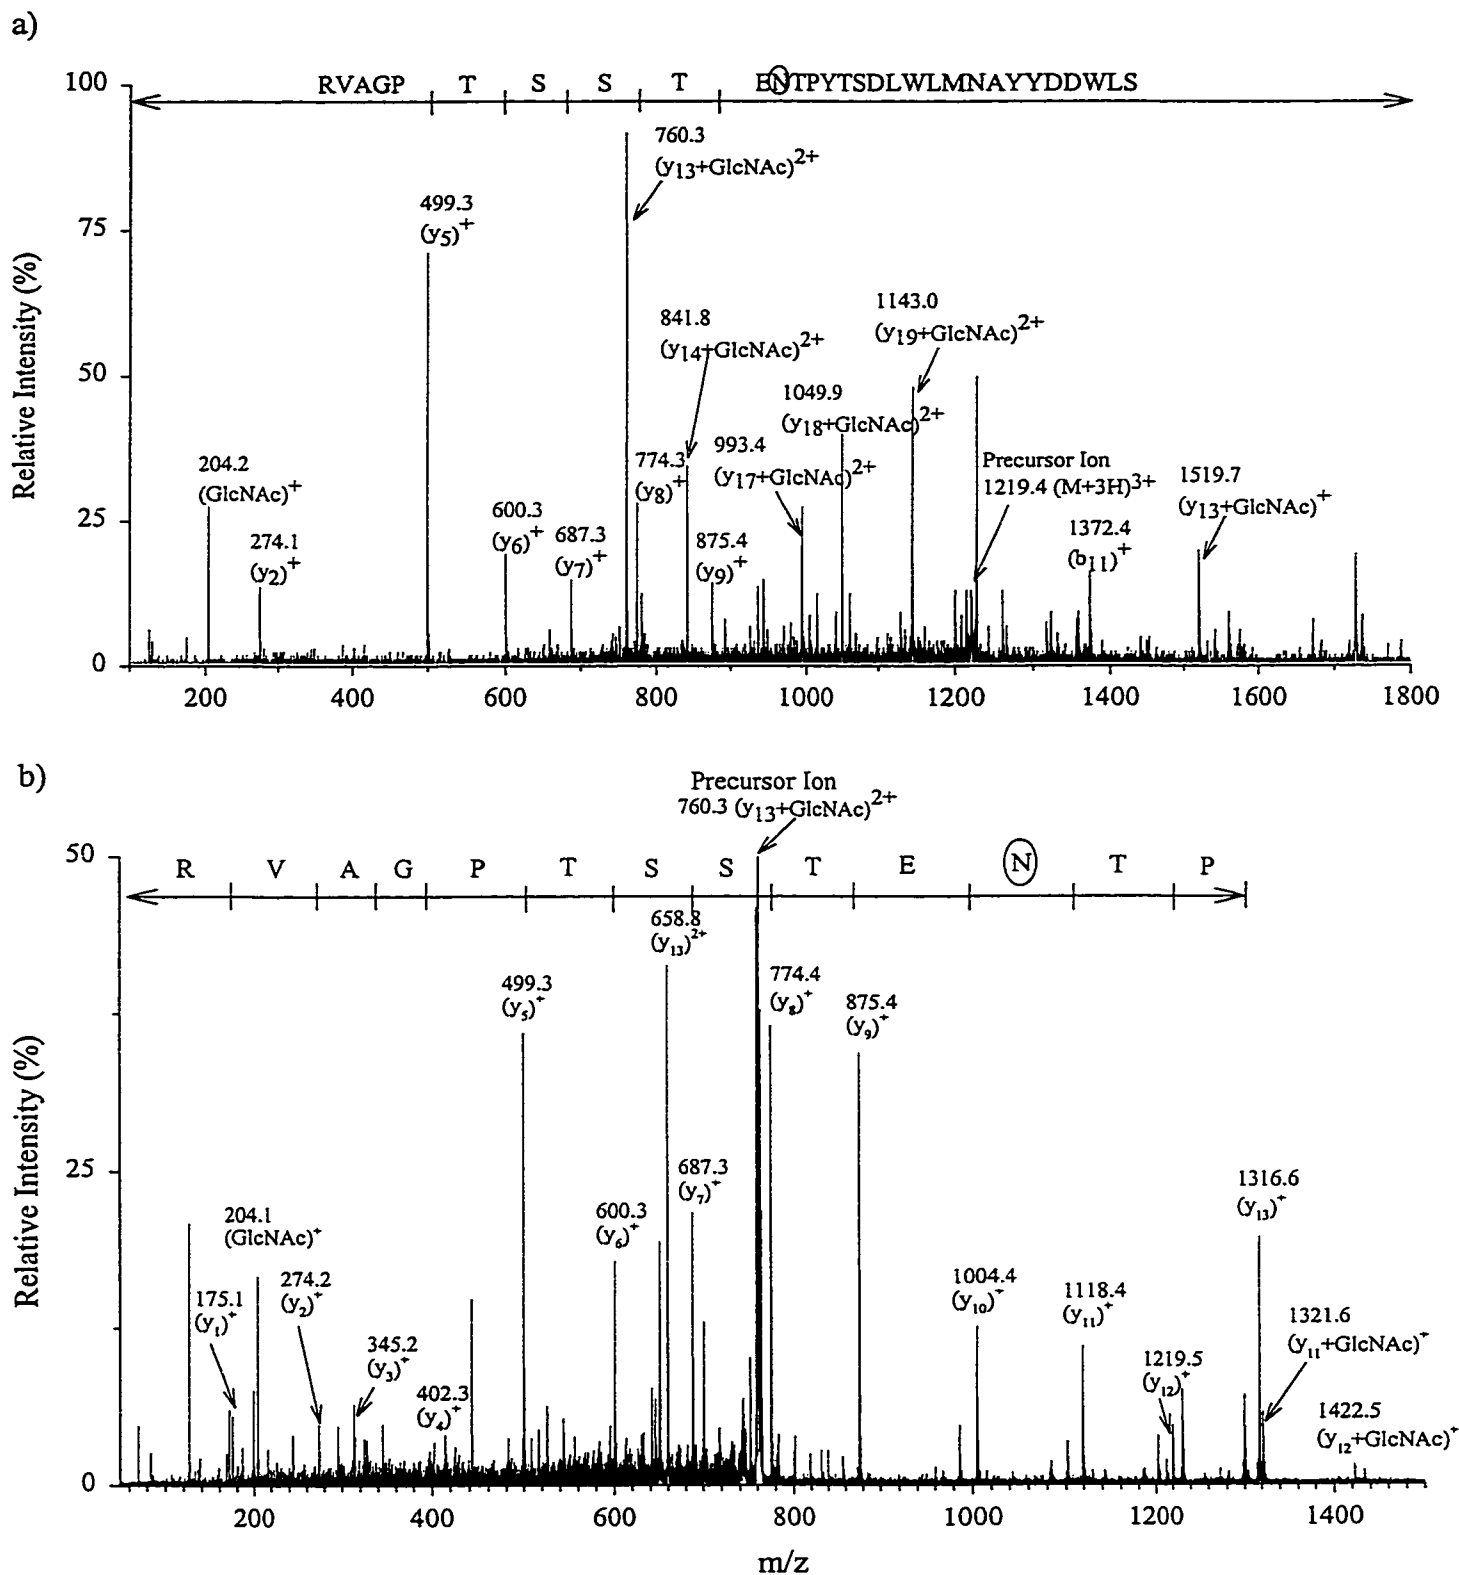 a)
100
RVAGP T S S T ENTPYTSDLWLMNAYYDDWLS
760.3
(y13+GlcNAc)2+
499.3
(y5)+
75
1143.0
(y19+GlcNAc)2+
841.8
(y14+GlcNAc)2+
50
1049.9
(y18+GlcNAc)2+
993.4
(y17+GlcNAc)2+
774.3
(y8)+
Precursor Ion
1219.4 (M+3H)3+
204.2
(GlcNAc)+
1519.7
(y13+GlcNAc)+
600.3
(y6)+
687.3
(y7)+
25
274.1
(y2)+
875.4
(y9)+
1372.4
(b11)+
0
Relative Intensity (%)
200 400 600 800 1000 1200 1400 1600 1800
b)
Precursor Ion
760.3 (y13+GlcNAc)2+
50
R V A G P T S S T E N T P
658.8
(y13)2+
499.3
(y5)+
774.4
(y8)+
875.4
(y9)+
25
687.3
(y7)+
1316.6
(y13)+
204.1
(GlcNAc)+
600.3
(y6)+
175.1
(y1)+
274.2
(y2)+
1004.4
(y10)+
1118.4
(y11)+
1321.6
(y11+GlcNAc)+
345.2
(y3)+
402.3
(y4)+
1219.5
(y12)+
1422.5
(y12+GlcNAc)+
0
Relative Intensity (%)
200 400 600 800 1000 1200 1400
m/z